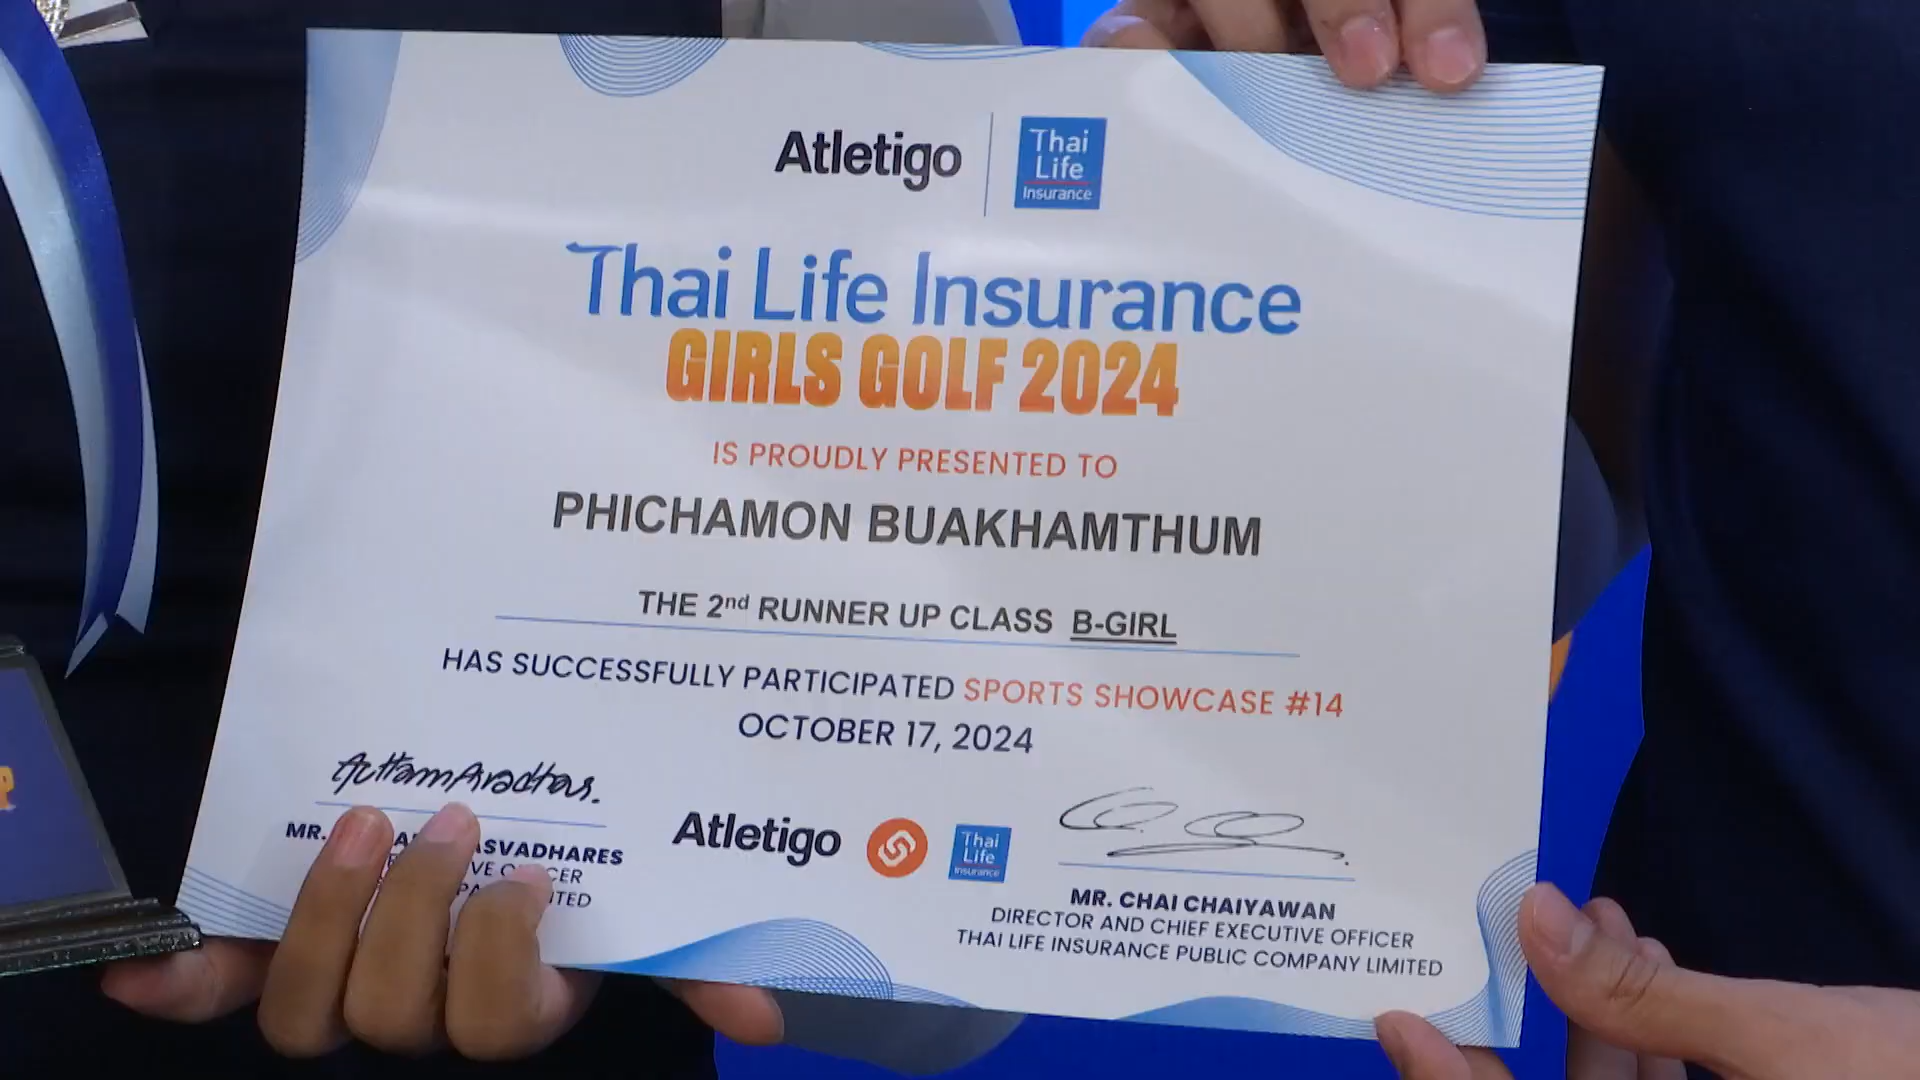 Atletigo
Thai
Life
Insurance
Thai Life Insurance
GIRLS GOLF 2024
IS PROUDLY PRESENTED TO
PHICHAMON BUAKHAMTHUM
THE 2nd RUNNER UP CLASS B-GIRL
HAS SUCCESSFULLY PARTICIPATED SPORTS SHOWCASE #14
OCTOBER 17, 2024
MR.
Atletigo
Thai
Life
Insurance
MR. CHAI CHAIYAWAN
DIRECTOR AND CHIEF EXECUTIVE OFFICER
THAI LIFE INSURANCE PUBLIC COMPANY LIMITED